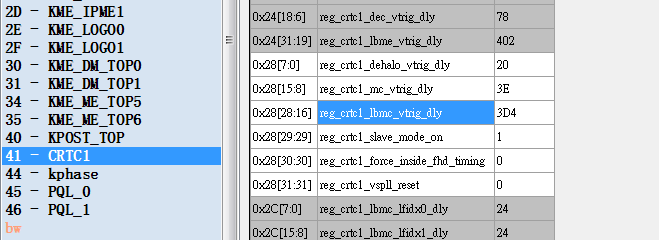 2D - KME_IPME1
2E - KME_LOGO0
2F - KME_LOGO1
30 - KME_DM_TOP0
31 - KME_DM_TOP1
34 - KME_ME_TOP5
35 - KME_ME_TOP6
40 - KPOST_TOP
41 - CRTC1
44 - kphase
45 - PQL_0
46 - PQL_1
bw
0x24[18:6] reg_crtc1_dec_vtrig_dly 78
0x24[31:19] reg_crtc1_lbme_vtrig_dly 402
0x28[7:0] reg_crtc1_dehalo_vtrig_dly 20
0x28[15:8] reg_crtc1_mc_vtrig_dly 3E
0x28[28:16] reg_crtc1_lbmc_vtrig_dly 3D4
0x28[29:29] reg_crtc1_slave_mode_on 1
0x28[30:30] reg_crtc1_force_inside_fhd_timing 0
0x28[31:31] reg_crtc1_vspll_reset 0
0x2C[7:0] reg_crtc1_lbmc_lfidx0_dly 24
0x2C[15:8] reg_crtc1_lbmc_lfidx1_dly 24